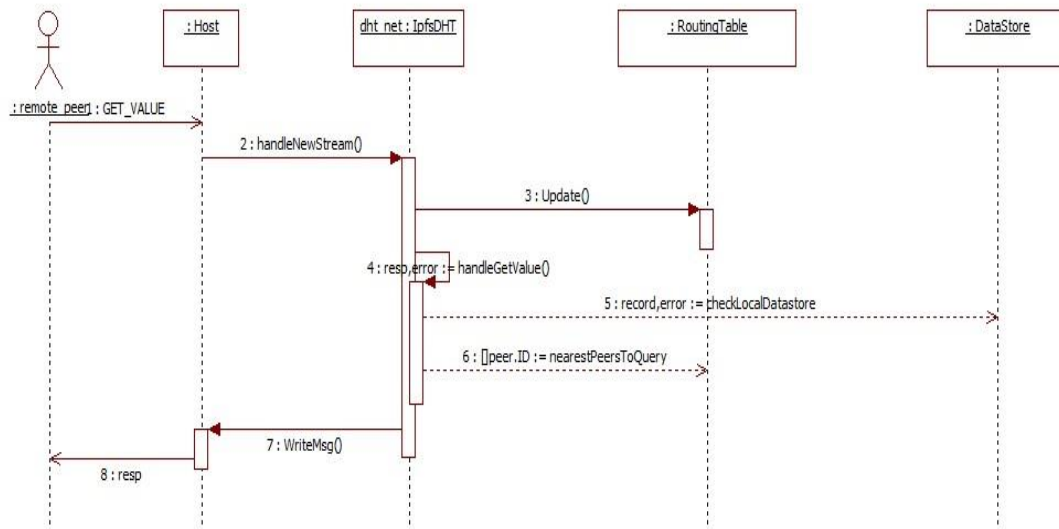 : Host
dht_net : IpfsDHT
: RoutingTable
: DataStore
: remote_peer
1 : GET_VALUE
2 : handleNewStream()
3 : Update()
4 : resp,error := handleGetValue()
5 : record,error := checkLocalDatastore
6 : []peer.ID := nearestPeersToQuery
7 : WriteMsg()
8 : resp